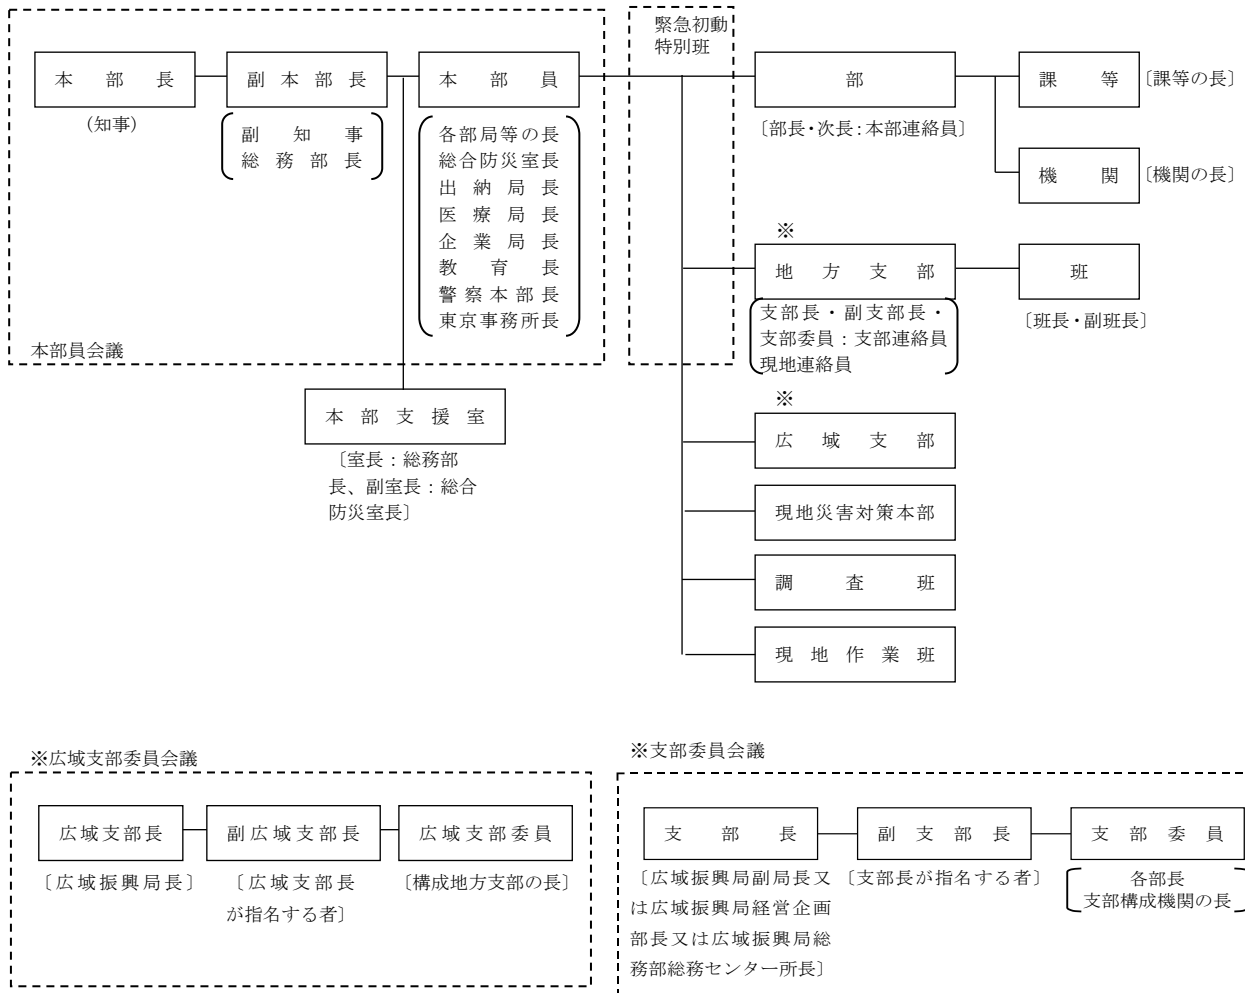 緊急初動
特別班
本部長
副本部長
本部員
部
課等
〔課等の長〕
(知事)
副知事
総務部長
各部局等の長
総合防災室長
出納局長
医療局長
企業局長
教育長
警察本部長
東京事務所長
〔部長・次長:本部連絡員〕
機関
〔機関の長〕
※
地方支部
班
支部長・副支部長・
支部委員:支部連絡員
現地連絡員
〔班長・副班長〕
本部員会議
本部支援室
〔室長:総務部
長、副室長:総合
防災室長〕
※
広域支部
現地災害対策本部
調査班
現地作業班
※広域支部委員会議
広域支部長
副広域支部長
広域支部委員
〔広域振興局長〕
〔広域支部長
が指名する者〕
〔構成地方支部の長〕
※支部委員会議
支部長
副支部長
支部委員
〔広域振興局副局長又
は広域振興局経営企画
部長又は広域振興局総
務部総務センター所長〕
〔支部長が指名する者〕
各部長
支部構成機関の長